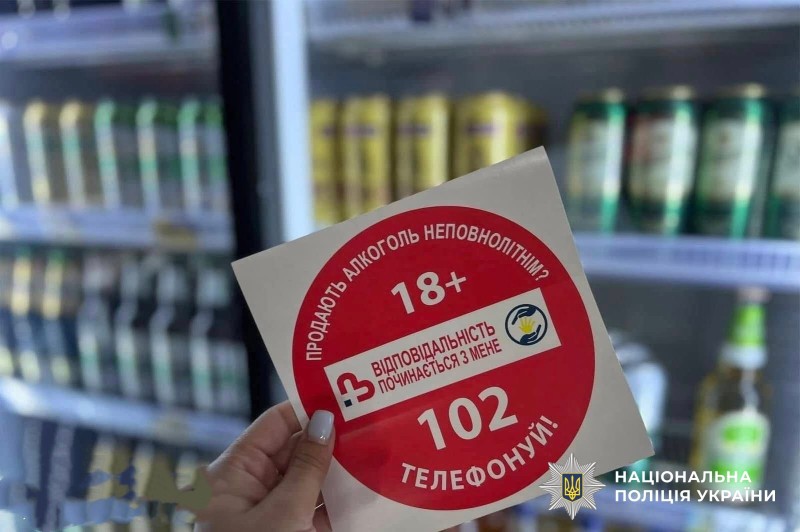 ПРОДАЮТЬ АЛКОГОЛЬ НЕПОВНОЛІТНІМ?
18+
ВІДПОВІДАЛЬНІСТЬ
ПОЧИНАЄТЬСЯ З МЕНЕ
102
ТЕЛЕФОНУЙ!
НАЦІОНАЛЬНА
ПОЛІЦІЯ УКРАЇНИ